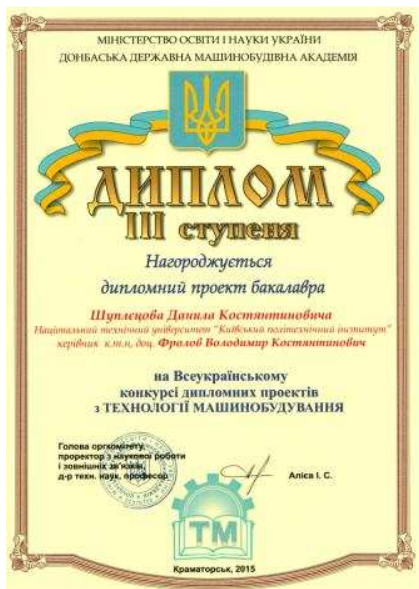 МІНІСТЕРСТВО ОСВІТИ І НАУКИ УКРАЇНИ
ДОНБАСЬКА ДЕРЖАВНА МАШИНОБУДІВНА АКАДЕМІЯ
ДИПЛОМ
III ступеня
Нагороджується
дипломний проект бакалавра
Шуплєцова Данила Костянтиновича
Національний технічний університет "Київський політехнічний інститут"
керівник к.т.н, доц. Фролов Володимир Костянтинович
на Всеукраїнському
конкурсі дипломних проектів
з ТЕХНОЛОГІЇ МАШИНОБУДУВАННЯ
Голова оргкомітету,
проректор з наукової роботи
і зовнішніх зв'язків,
д-р техн. наук, професор
Алієв І. С.
ТМ
Краматорськ, 2015